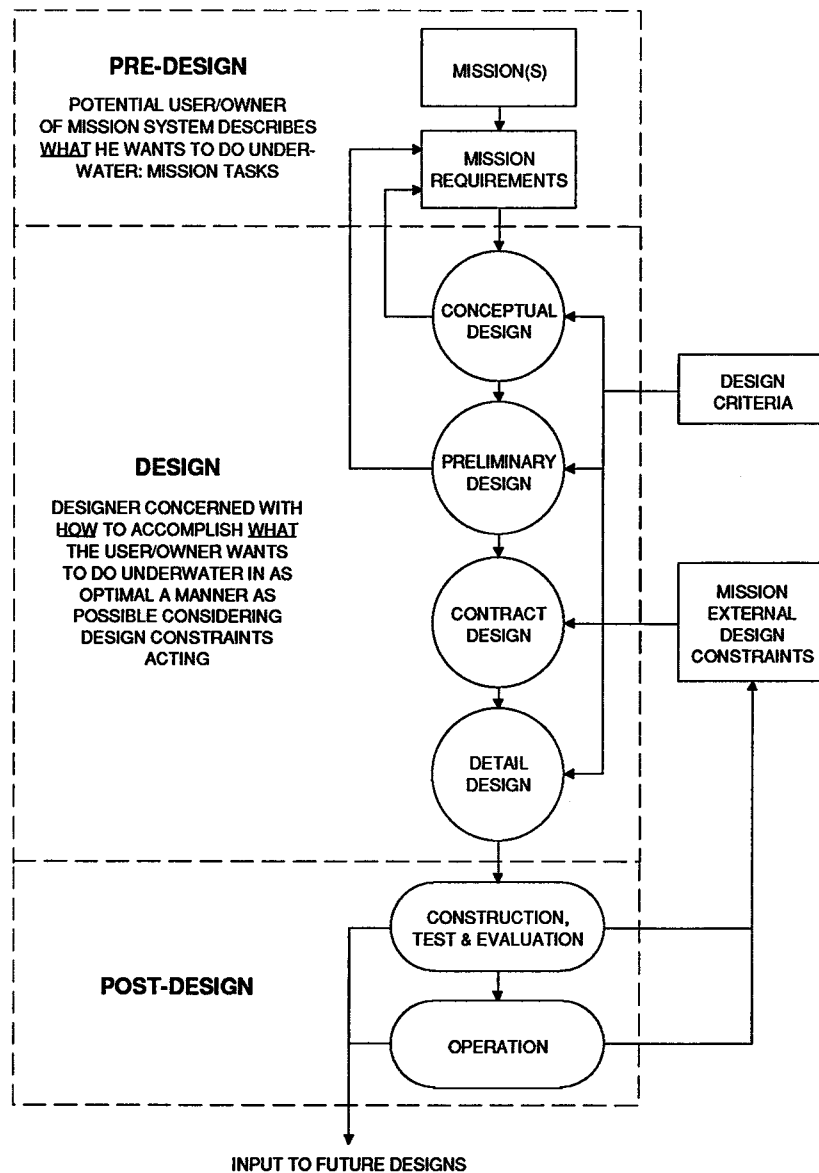 PRE-DESIGN
POTENTIAL USER/OWNER
OF MISSION SYSTEM DESCRIBES
WHAT HE WANTS TO DO UNDER-
WATER: MISSION TASKS
MISSION(S)
MISSION
REQUIREMENTS
DESIGN
DESIGNER CONCERNED WITH
HOW TO ACCOMPLISH WHAT
THE USER/OWNER WANTS
TO DO UNDERWATER IN AS
OPTIMAL A MANNER AS
POSSIBLE CONSIDERING
DESIGN CONSTRAINTS
ACTING
CONCEPTUAL
DESIGN
PRELIMINARY
DESIGN
CONTRACT
DESIGN
DETAIL
DESIGN
DESIGN
CRITERIA
MISSION
EXTERNAL
DESIGN
CONSTRAINTS
POST-DESIGN
CONSTRUCTION,
TEST & EVALUATION
OPERATION
INPUT TO FUTURE DESIGNS